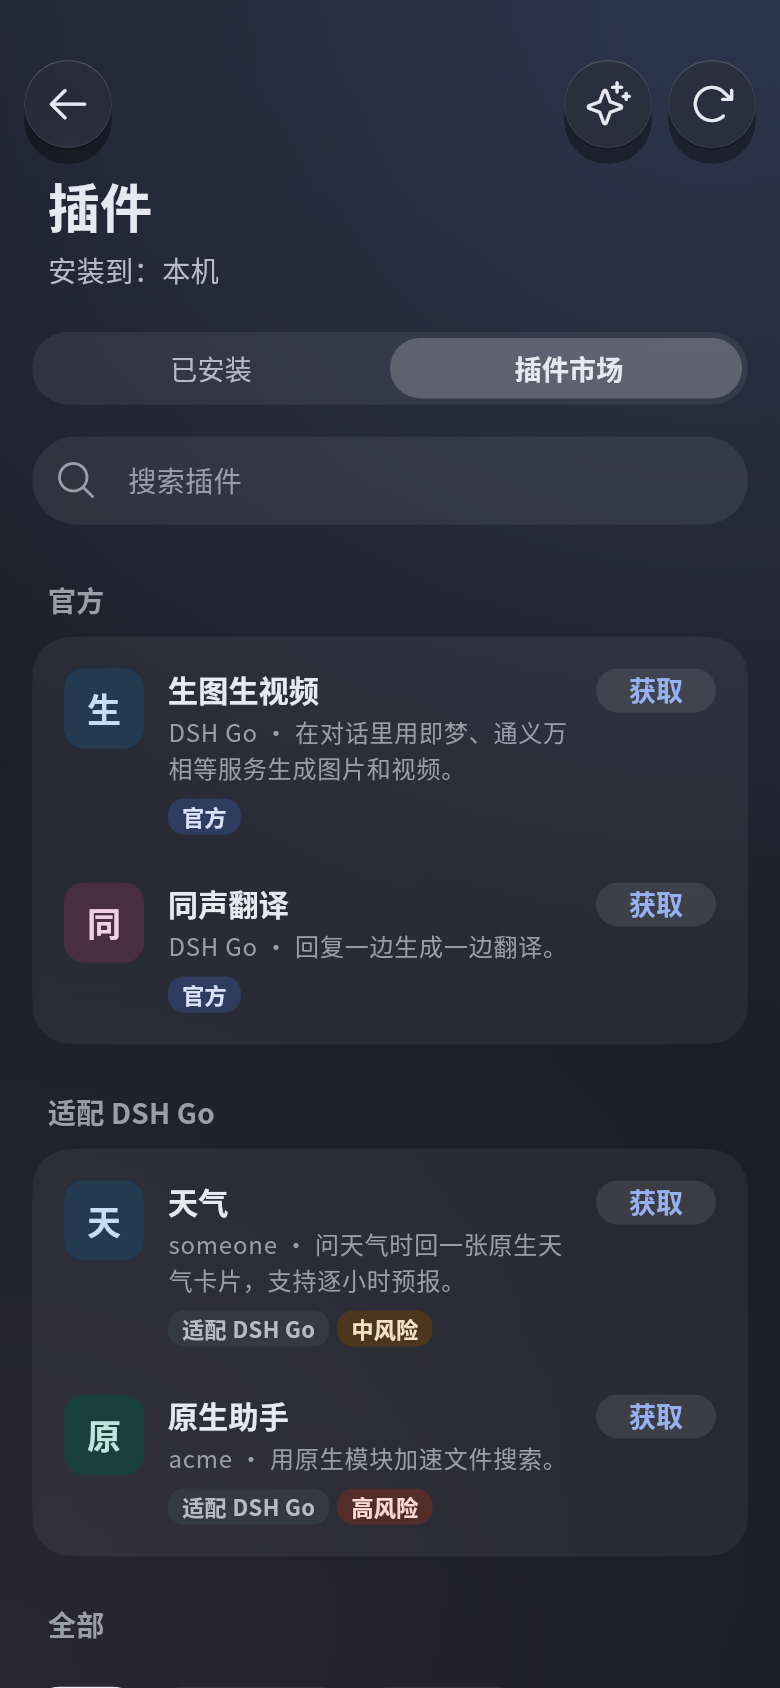 插件
安装到：本机
已安装
插件市场
搜索插件
官方
生
生图生视频
获取
DSH Go · 在对话里用即梦、通义万
相等服务生成图片和视频。
官方
同
同声翻译
获取
DSH Go · 回复一边生成一边翻译。
官方
适配 DSH Go
天
天气
获取
someone · 问天气时回一张原生天
气卡片，支持逐小时预报。
适配 DSH Go
中风险
原
原生助手
获取
acme · 用原生模块加速文件搜索。
适配 DSH Go
高风险
全部